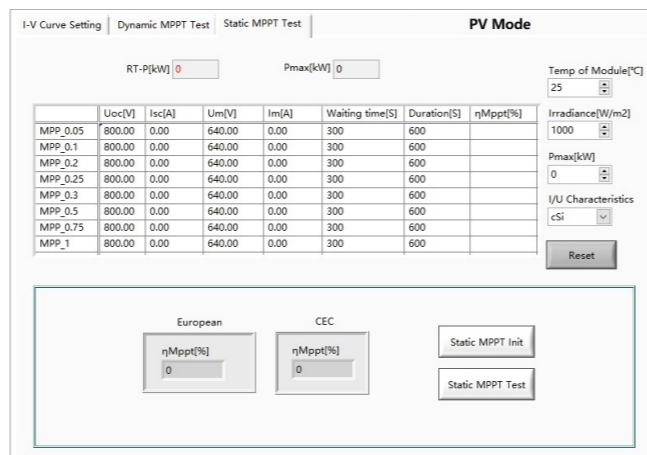 I-V Curve Setting Dynamic MPPT Test Static MPPT Test PV Mode
RT-P[kW] 0 Pmax[kW] 0
Temp of Module[℃]
25
Uoc[V] Isc[A] Um[V] Im[A] Waiting time[S] Duration[S] ηMppt[%]
MPP_0.05 800.00 0.00 640.00 0.00 300 600
MPP_0.1 800.00 0.00 640.00 0.00 300 600
MPP_0.2 800.00 0.00 640.00 0.00 300 600
MPP_0.25 800.00 0.00 640.00 0.00 300 600
MPP_0.3 800.00 0.00 640.00 0.00 300 600
MPP_0.5 800.00 0.00 640.00 0.00 300 600
MPP_0.75 800.00 0.00 640.00 0.00 300 600
MPP_1 800.00 0.00 640.00 0.00 300 600
Irradiance[W/m2]
1000
Pmax[kW]
0
I/U Characteristics
cSi
Reset
European CEC
ηMppt[%] ηMppt[%]
0 0
Static MPPT Init
Static MPPT Test